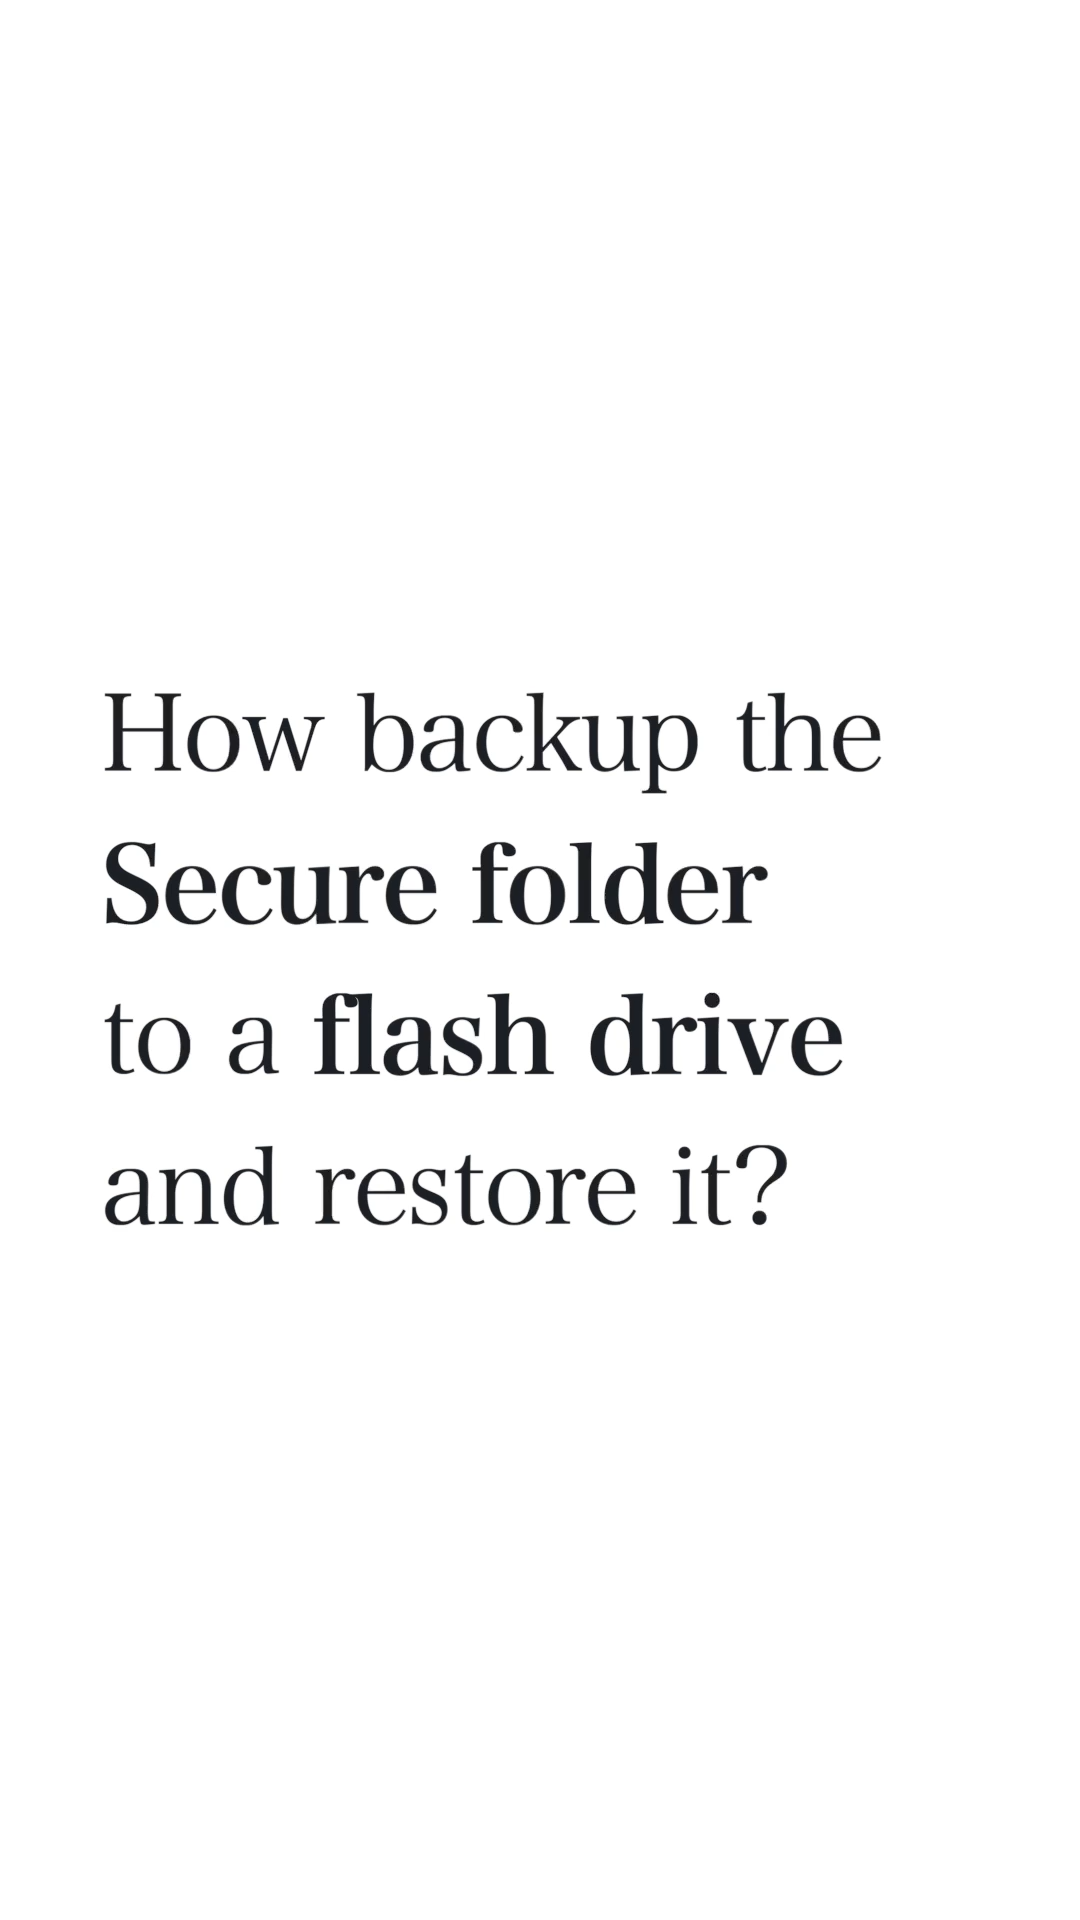 How backup the
Secure folder
to a flash drive
and restore it?